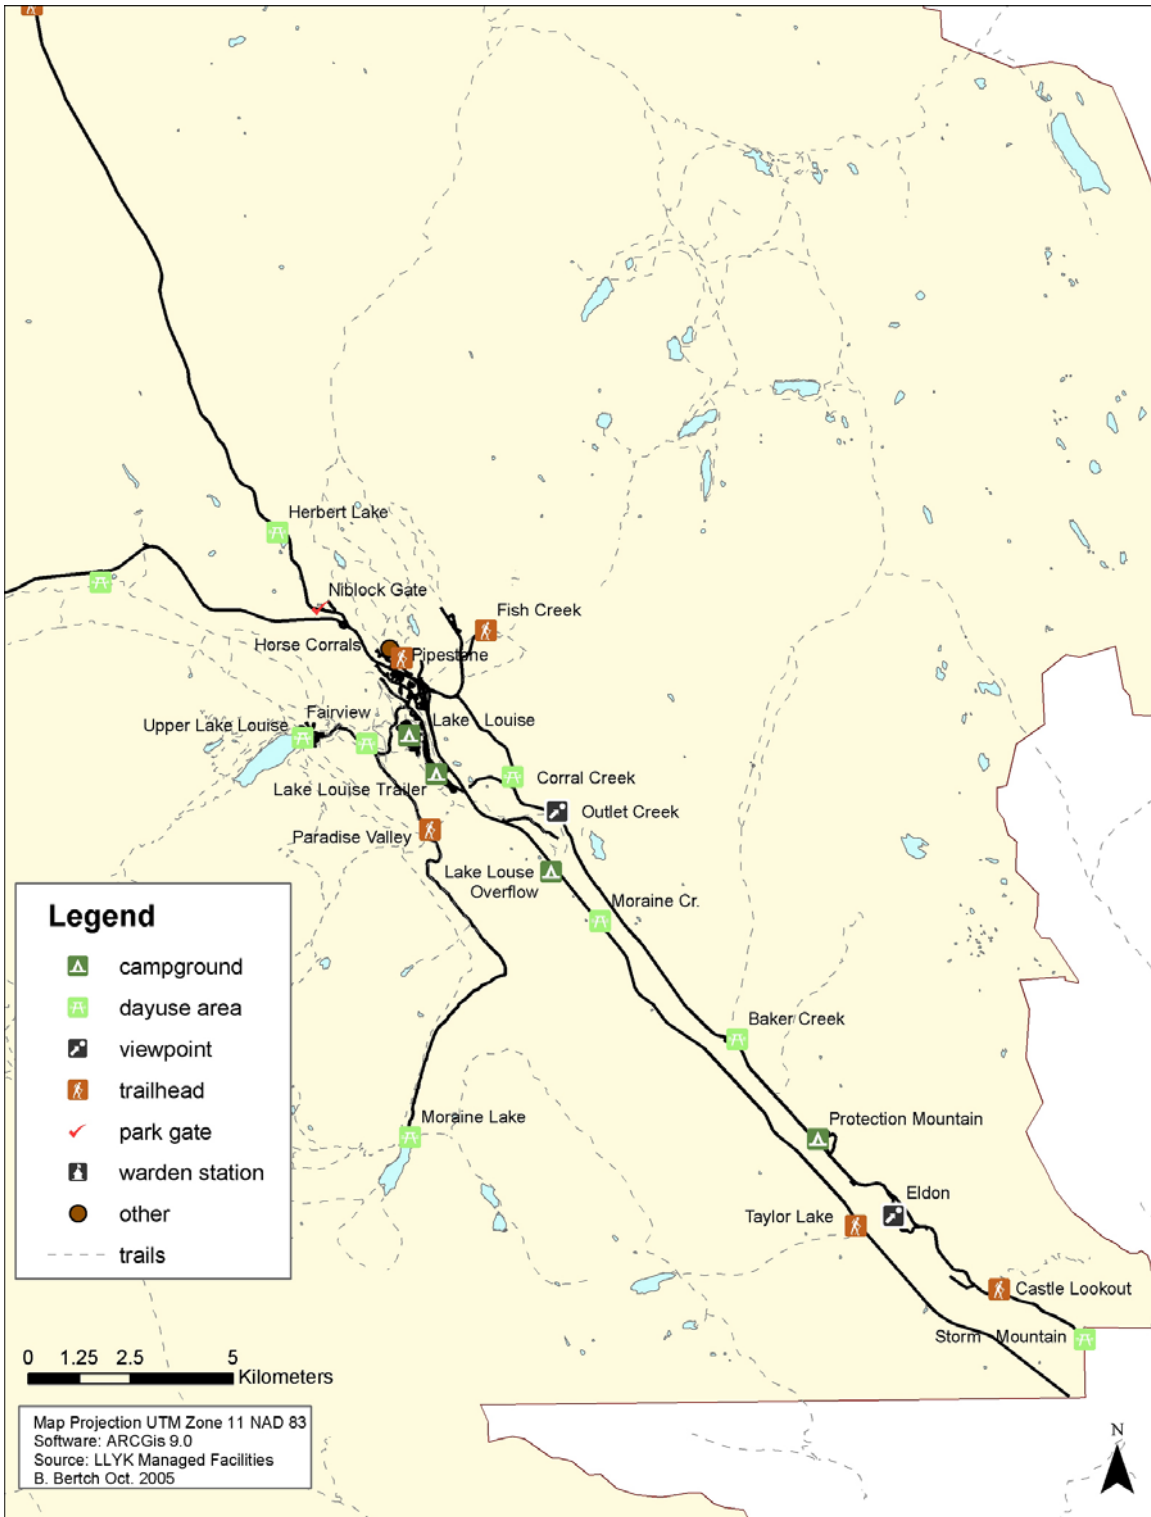 Herbert Lake
Niblock Gate
Fish Creek
Horse Corrals
Pipestone
Fairview
Upper Lake Louise
Lake Louise
Corral Creek
Lake Louise Trailer
Outlet Creek
Paradise Valley
Lake Louse
Overflow
Moraine Cr.
Legend
campground
dayuse area
viewpoint
trailhead
park gate
warden station
other
trails
Baker Creek
Moraine Lake
Protection Mountain
Eldon
Taylor Lake
Castle Lookout
Storm Mountain
0 1.25 2.5 5
Kilometers
Map Projection UTM Zone 11 NAD 83
Software: ARCGis 9.0
Source: LLYK Managed Facilities
B. Bertch Oct. 2005
N